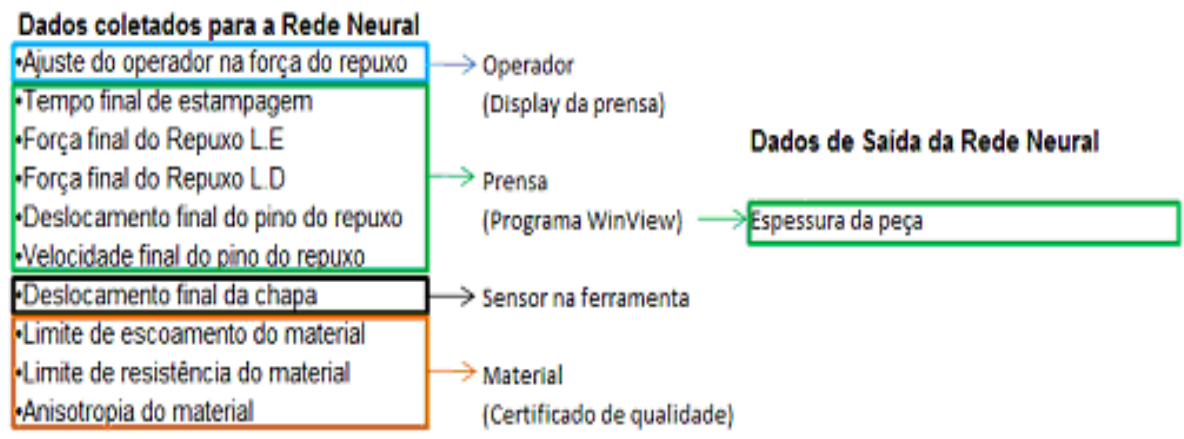 Dados coletados para a Rede Neural
•Ajuste do operador na força do repuxo
•Tempo final de estampagem
•Força final do Repuxo L.E
•Força final do Repuxo L.D
•Deslocamento final do pino do repuxo
•Velocidade final do pino do repuxo
•Deslocamento final da chapa
•Limite de escoamento do material
•Limite de resistência do material
•Anisotropia do material
Operador
(Display da prensa)
Prensa
(Programa WinView)
Sensor na ferramenta
Material
(Certificado de qualidade)
Dados de Saída da Rede Neural
Espessura da peça